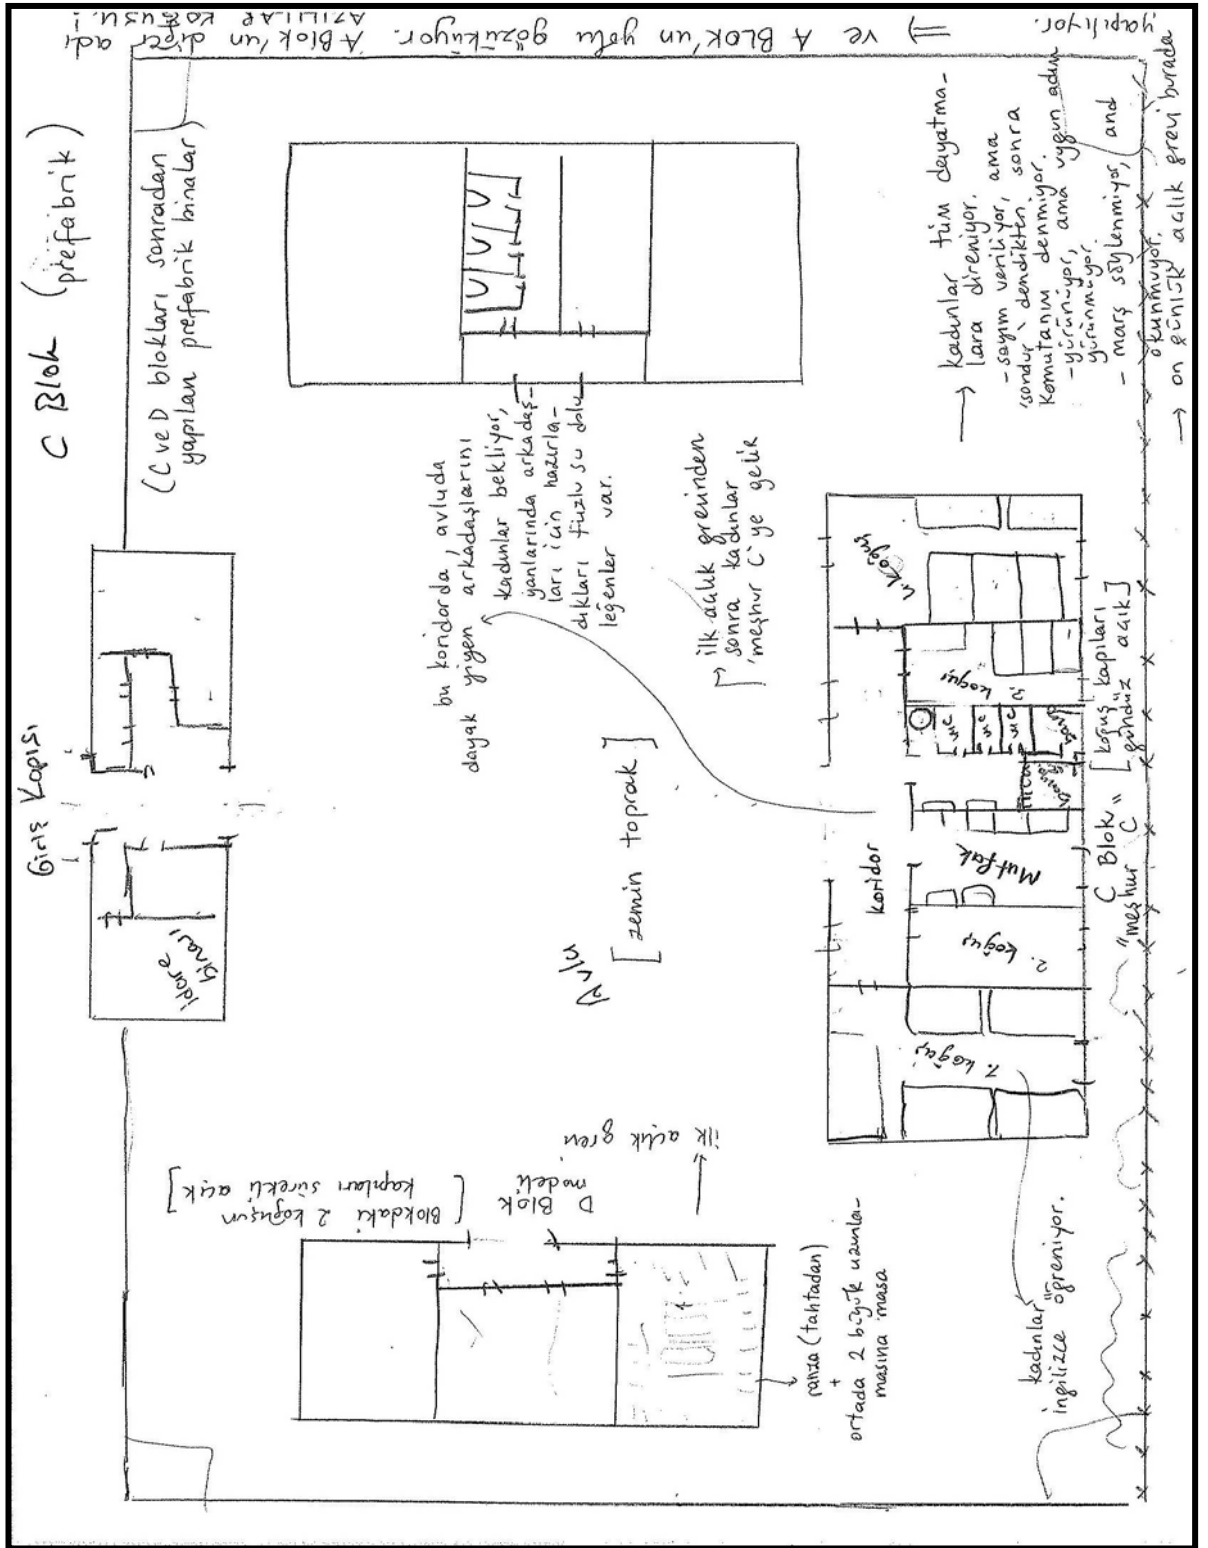 C Blok (prefabrik)
(C ve D blokları sonradan
yapılan prefabrik binalar)
Giriş Kapısı
idare
binası
bu koridorda, avluda
dayak yiyen arkadaşlarını
kadınlar bekliyor,
yanlarında arkadaş-
ları için hazırla-
dıkları tuzlu su dolu
leğenler var.
Avlu
[zemin toprak]
→ ilk açlık grevinden
sonra kadınlar
'meşhur C'ye gelir
→ kadınlar tüm dayatma-
lara direniyor.
- sayım veriliyor, ama
'sondur' dendikten sonra
komutanım denmiyor.
- yürünüyor, ama uygun adım
yürünmüyor
- marş söylenmiyor, and
okunmuyor.
→ on günlük açlık grevi burada
yapılıyor.
⇒ ve A BLOK'un yolu gözüküyor. A Blok'un diğer adı
AZILILAR KOĞUSU!
koridor
4. koğuş
3. koğuş
wc
wc
wc
Mutfak
2. koğuş
1. koğuş
C Blok
"meşhur C"
[koğuş kapıları
gündüz açık]
D Blok
modeli
[Blokdaki 2 koğuşun
kapıları sürekli açık]
→ ilk açlık grevi
ranza (tahtadan)
+
ortada 2 büyük uzunla-
masına masa
kadınlar
ingilizce öğreniyor.